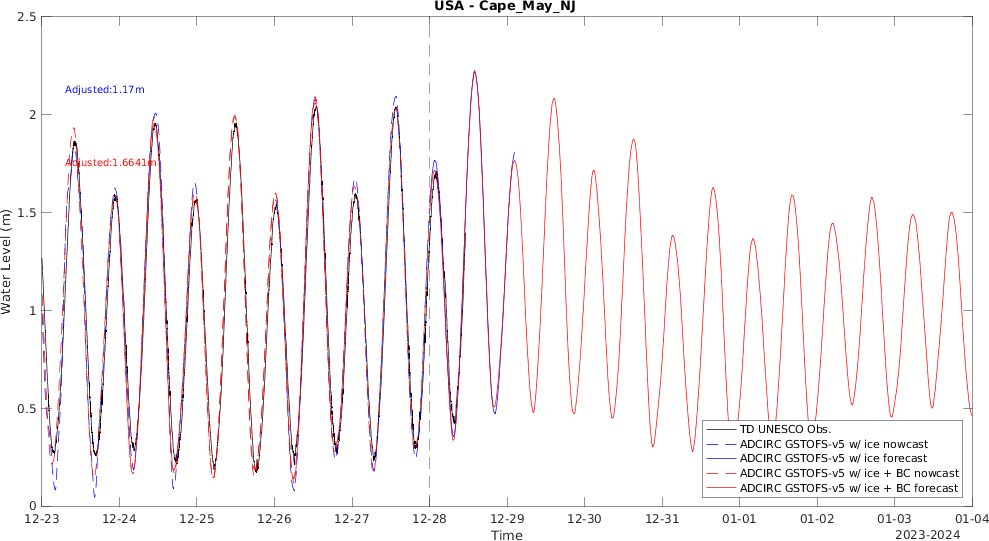 USA - Cape_May_NJ
2.5
2
1.5
1
0.5
0
Water Level (m)
Adjusted:1.17m
Adjusted:1.6641m
TD UNESCO Obs.
ADCIRC GSTOFS-v5 w/ ice nowcast
ADCIRC GSTOFS-v5 w/ ice forecast
ADCIRC GSTOFS-v5 w/ ice + BC nowcast
ADCIRC GSTOFS-v5 w/ ice + BC forecast
12-23 12-24 12-25 12-26 12-27 12-28 12-29 12-30 12-31 01-01 01-02 01-03 01-04
Time
2023-2024